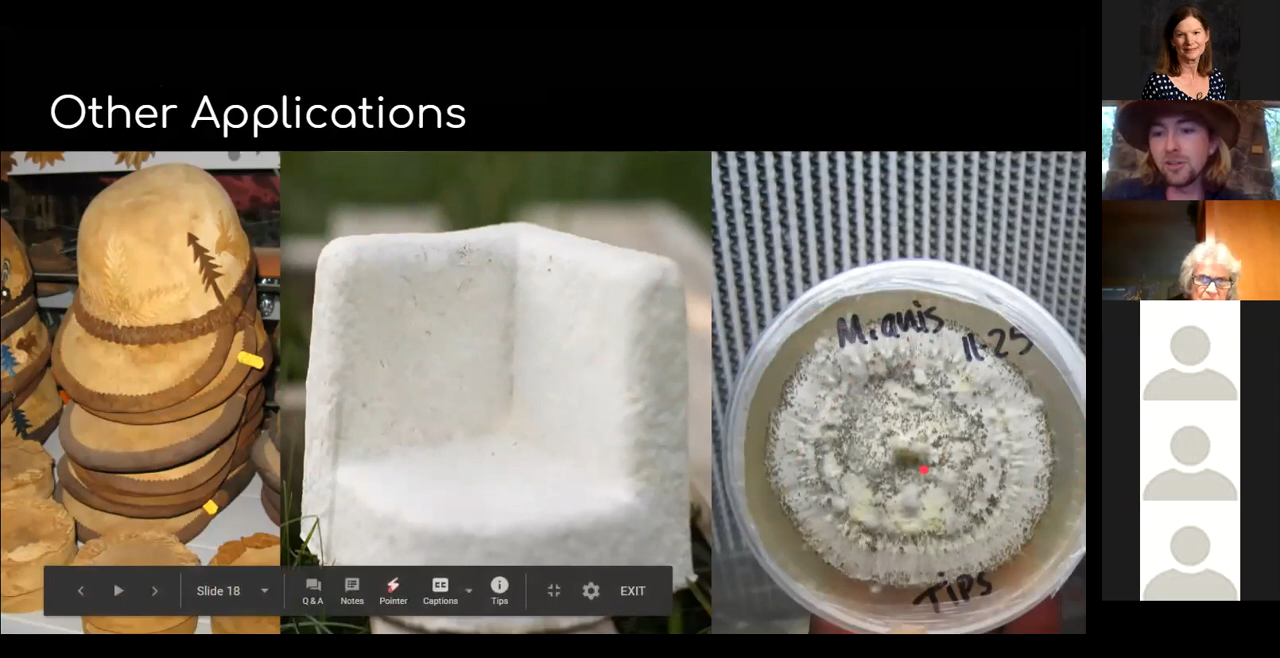 Other Applications
M. anis
11-25
TIPS
Slide 18
Q & A
Notes
Pointer
Captions
Tips
EXIT